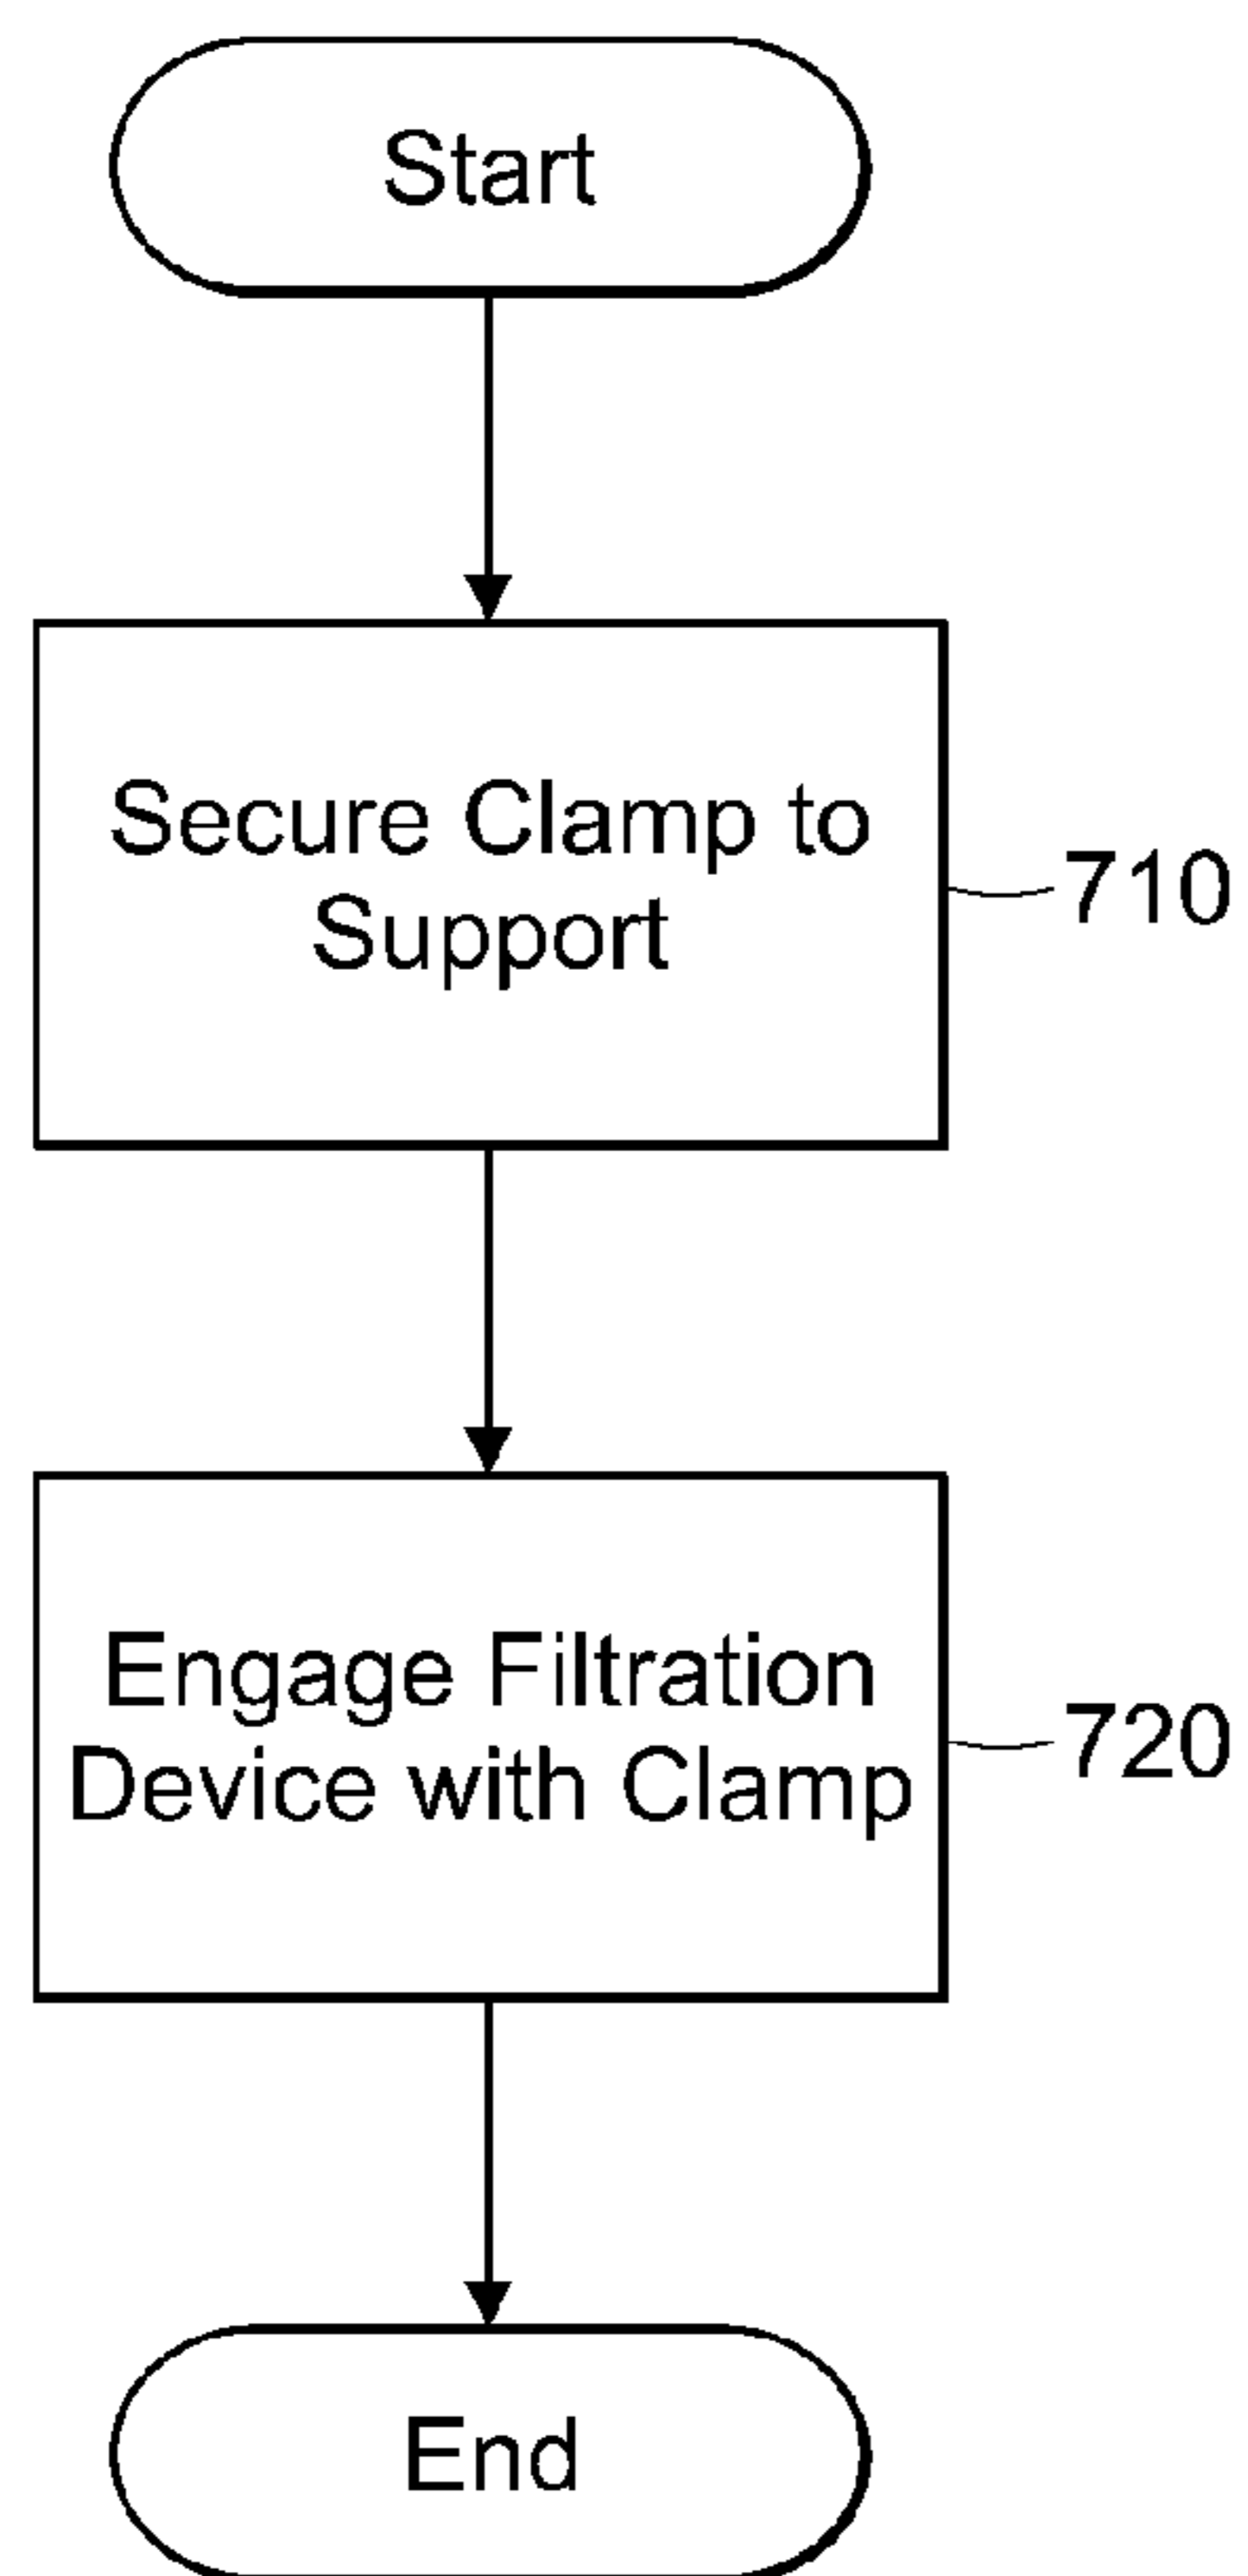 Start
Secure Clamp to
Support
710
Engage Filtration
Device with Clamp
720
End